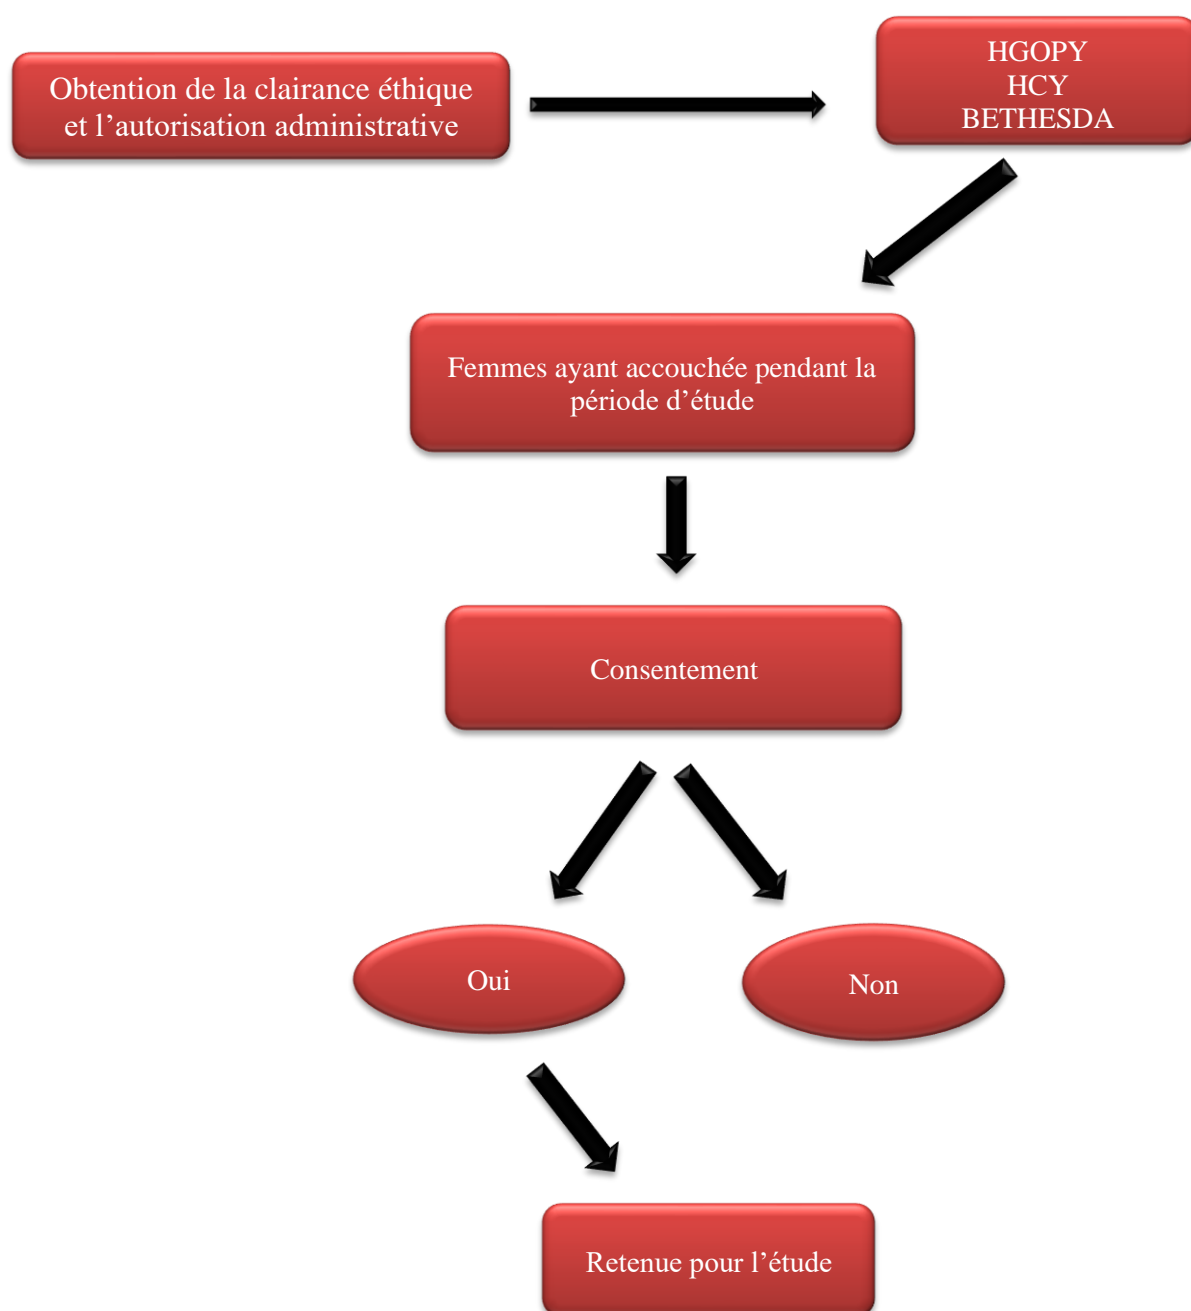 Obtention de la clairance éthique
et l’autorisation administrative
HGOPY
HCY
BETHESDA
Femmes ayant accouchée pendant la
période d’étude
Consentement
Oui
Non
Retenue pour l’étude